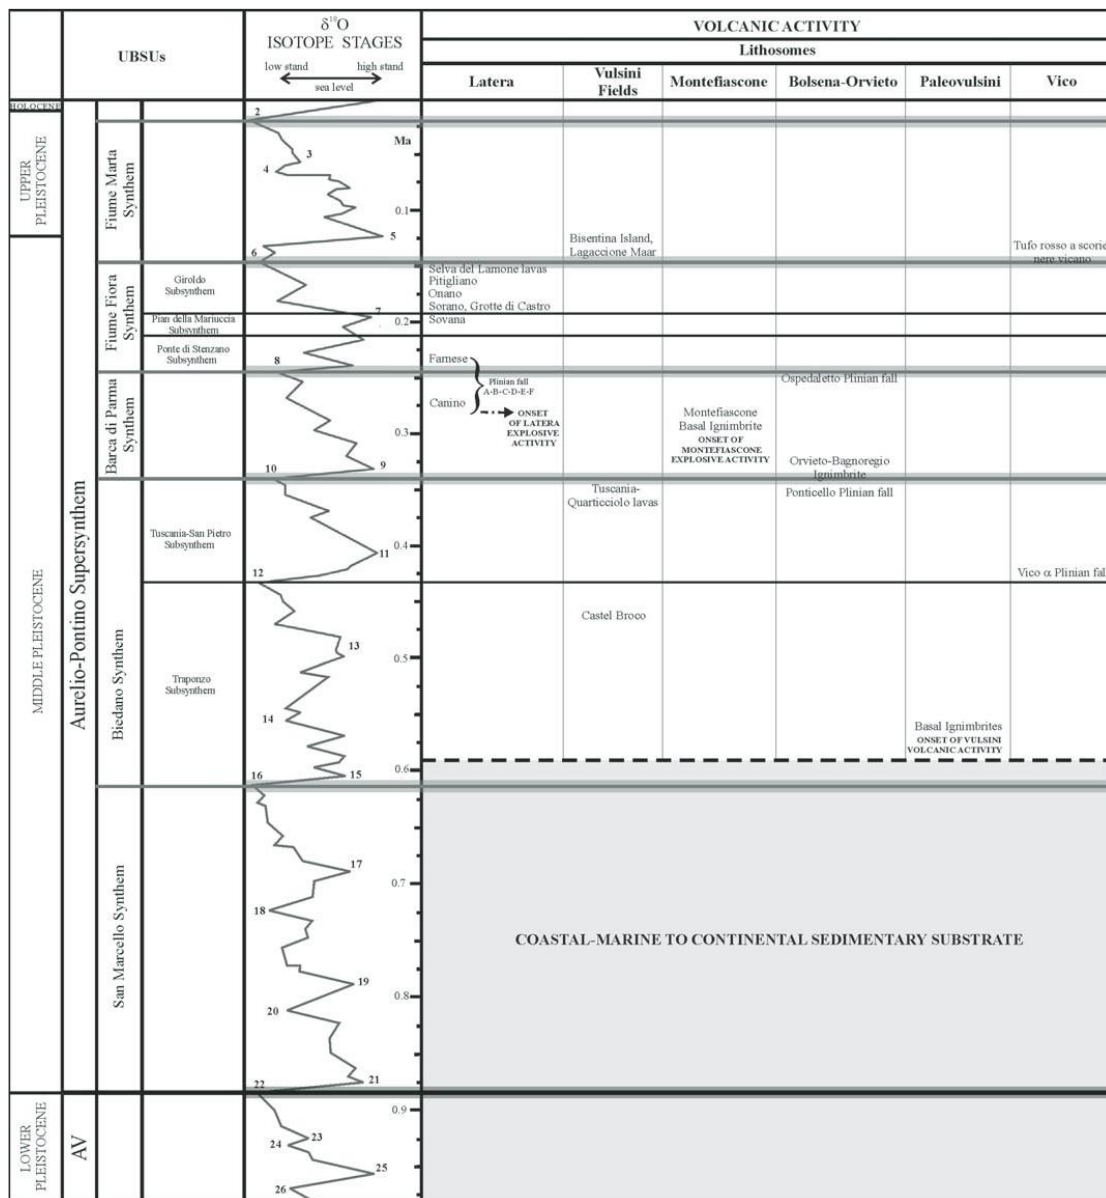 UBSUs
δ¹⁸O
ISOTOPE STAGES
low stand
high stand
sea level
VOLCANIC ACTIVITY
Lithosomes
Latera
Vulsini
Fields
Montefiascone
Bolsena-Orvieto
Paleovulsini
Vico
HOLOCENE
UPPER
PLEISTOCENE
MIDDLE PLEISTOCENE
LOWER
PLEISTOCENE
Aurelio-Pontino Supersynthem
AV
Fiume Marta
Synthem
Fiume Fiora
Synthem
Barca di Parma
Synthem
Biedano Synthem
San Marcello Synthem
Giroldo
Subsynthem
Pian della Mariuccia
Subsynthem
Ponte di Stenzano
Subsynthem
Tuscania-San Pietro
Subsynthem
Traponzo
Subsynthem
2
3
4
5
6
7
8
9
10
11
12
13
14
15
16
17
18
19
20
21
22
23
24
25
26
Ma
0.1
0.2
0.3
0.4
0.5
0.6
0.7
0.8
0.9
Selva del Lamone lavas
Pitigliano
Onano
Sorano, Grotte di Castro
Sovana
Farnese
Plinian fall
A-B-C-D-E-F
Canino
ONSET
OF LATERA
EXPLOSIVE
ACTIVITY
Bisentina Island,
Lagaccione Maar
Tuscania-
Quarticciolo lavas
Castel Broco
Montefiascone
Basal Ignimbrite
ONSET OF
MONTEFIASCONE
EXPLOSIVE ACTIVITY
Ospedaletto Plinian fall
Orvieto-Bagnoregio
Ignimbrite
Ponticello Plinian fall
Basal Ignimbrites
ONSET OF VULSINI
VOLCANIC ACTIVITY
Tufo rosso a scorie
nere vicano
Vico α Plinian fall
COASTAL-MARINE TO CONTINENTAL SEDIMENTARY SUBSTRATE